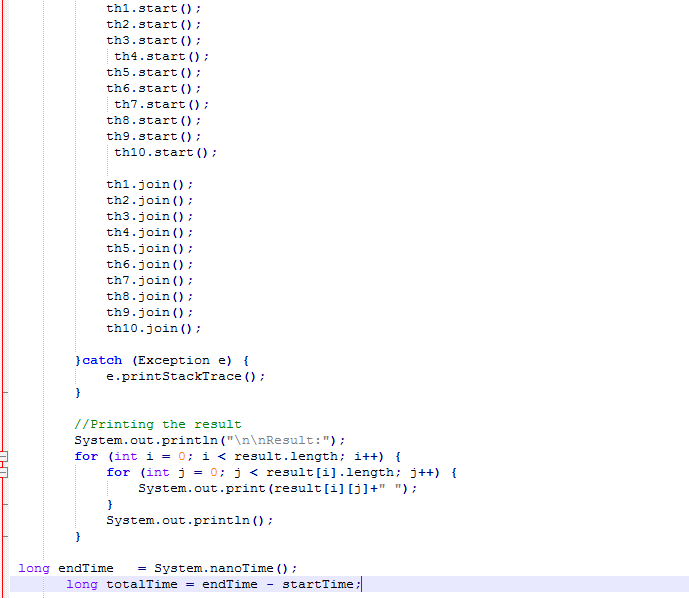 th1.start();
th2.start();
th3.start();
th4.start();
th5.start();
th6.start();
th7.start();
th8.start();
th9.start();
th10.start();
th1.join();
th2.join();
th3.join();
th4.join();
th5.join();
th6.join();
th7.join();
th8.join();
th9.join();
th10.join();
}catch (Exception e) {
e.printStackTrace();
}
//Printing the result
System.out.println("\n\nResult:");
for (int i = 0; i < result.length; i++) {
for (int j = 0; j < result[i].length; j++) {
System.out.print(result[i][j]+" ");
}
System.out.println();
}
long endTime   = System.nanoTime();
long totalTime = endTime - startTime;